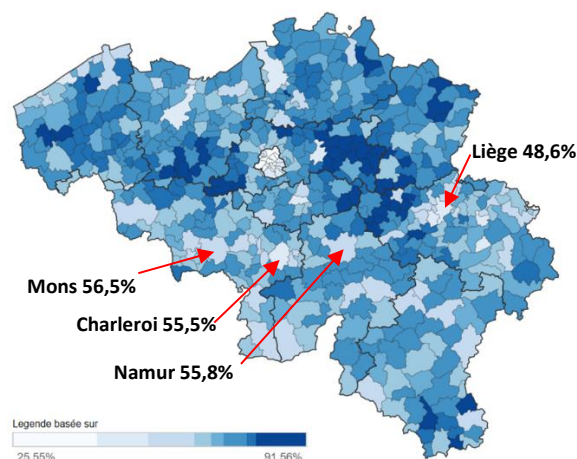 Liège 48,6%
Mons 56,5%
Charleroi 55,5%
Namur 55,8%
Legende basée sur
25,55% 91,56%